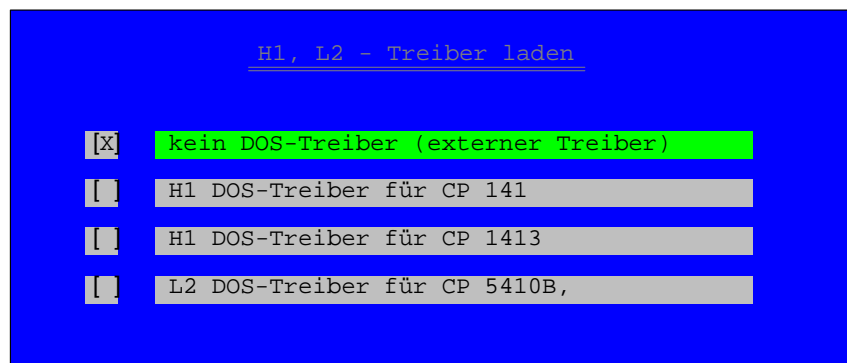 H1, L2 - Treiber laden
[X] kein DOS-Treiber (externer Treiber)
[ ] H1 DOS-Treiber für CP 141
[ ] H1 DOS-Treiber für CP 1413
[ ] L2 DOS-Treiber für CP 5410B,